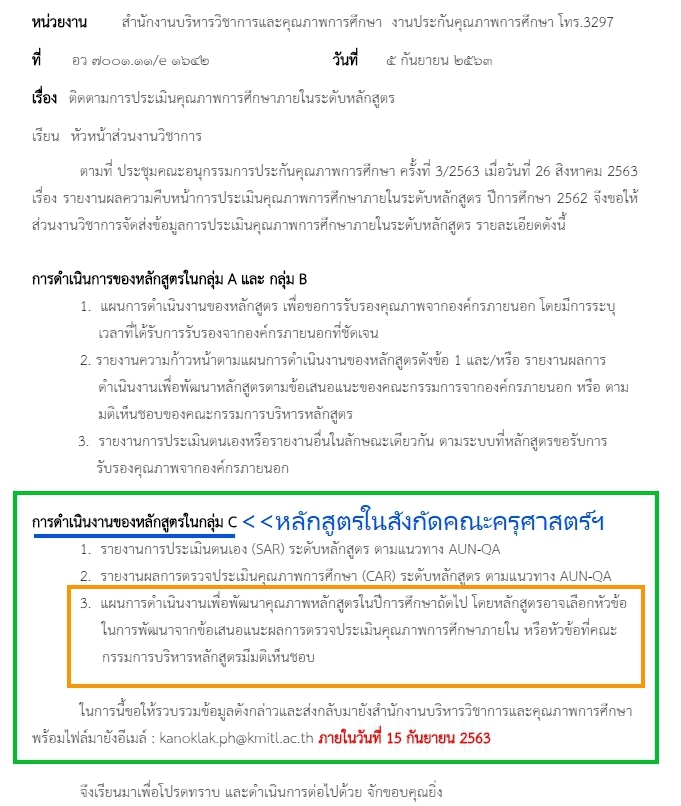 หน่วยงาน สำนักงานบริหารวิชาการและคุณภาพการศึกษา งานประกันคุณภาพการศึกษา โทร.3297
ที่ อว ๗๐๐๑.๑๑/e ๑๖๔๒ วันที่ ๕ กันยายน ๒๕๖๓
เรื่อง ติดตามการประเมินคุณภาพการศึกษาภายในระดับหลักสูตร
เรียน หัวหน้าส่วนงานวิชาการ
ตามที่ ประชุมคณะอนุกรรมการประกันคุณภาพการศึกษา ครั้งที่ 3/2563 เมื่อวันที่ 26 สิงหาคม 2563
เรื่อง รายงานผลความคืบหน้าการประเมินคุณภาพการศึกษาภายในระดับหลักสูตร ปีการศึกษา 2562 จึงขอให้
ส่วนงานวิชาการจัดส่งข้อมูลการประเมินคุณภาพการศึกษาภายในระดับหลักสูตร รายละเอียดดังนี้
การดำเนินการของหลักสูตรในกลุ่ม A และ กลุ่ม B
1. แผนการดำเนินงานของหลักสูตร เพื่อขอการรับรองคุณภาพจากองค์กรภายนอก โดยมีการระบุ
เวลาที่ได้รับการรับรองจากองค์กรภายนอกที่ชัดเจน
2. รายงานความก้าวหน้าตามแผนการดำเนินงานของหลักสูตรดังข้อ 1 และ/หรือ รายงานผลการ
ดำเนินงานเพื่อพัฒนาหลักสูตรตามข้อเสนอแนะของคณะกรรมการจากองค์กรภายนอก หรือ ตาม
มติเห็นชอบของคณะกรรมการบริหารหลักสูตร
3. รายงานการประเมินตนเองหรือรายงานอื่นในลักษณะเดียวกัน ตามระบบที่หลักสูตรขอรับการ
รับรองคุณภาพจากองค์กรภายนอก
การดำเนินงานของหลักสูตรในกลุ่ม C <<หลักสูตรในสังกัดคณะครุศาสตร์ฯ
1. รายงานการประเมินตนเอง (SAR) ระดับหลักสูตร ตามแนวทาง AUN-QA
2. รายงานผลการตรวจประเมินคุณภาพการศึกษา (CAR) ระดับหลักสูตร ตามแนวทาง AUN-QA
3. แผนการดำเนินงานเพื่อพัฒนาคุณภาพหลักสูตรในปีการศึกษาถัดไป โดยหลักสูตรอาจเลือกหัวข้อ
ในการพัฒนาจากข้อเสนอแนะผลการตรวจประเมินคุณภาพการศึกษาภายใน หรือหัวข้อที่คณะ
กรรมการบริหารหลักสูตรมีมติเห็นชอบ
ในการนี้ขอให้รวบรวมข้อมูลดังกล่าวและส่งกลับมายังสำนักงานบริหารวิชาการและคุณภาพการศึกษา
พร้อมไฟล์มายังอีเมล์ : kanoklak.ph@kmitl.ac.th ภายในวันที่ 15 กันยายน 2563
จึงเรียนมาเพื่อโปรดทราบ และดำเนินการต่อไปด้วย จักขอบคุณยิ่ง